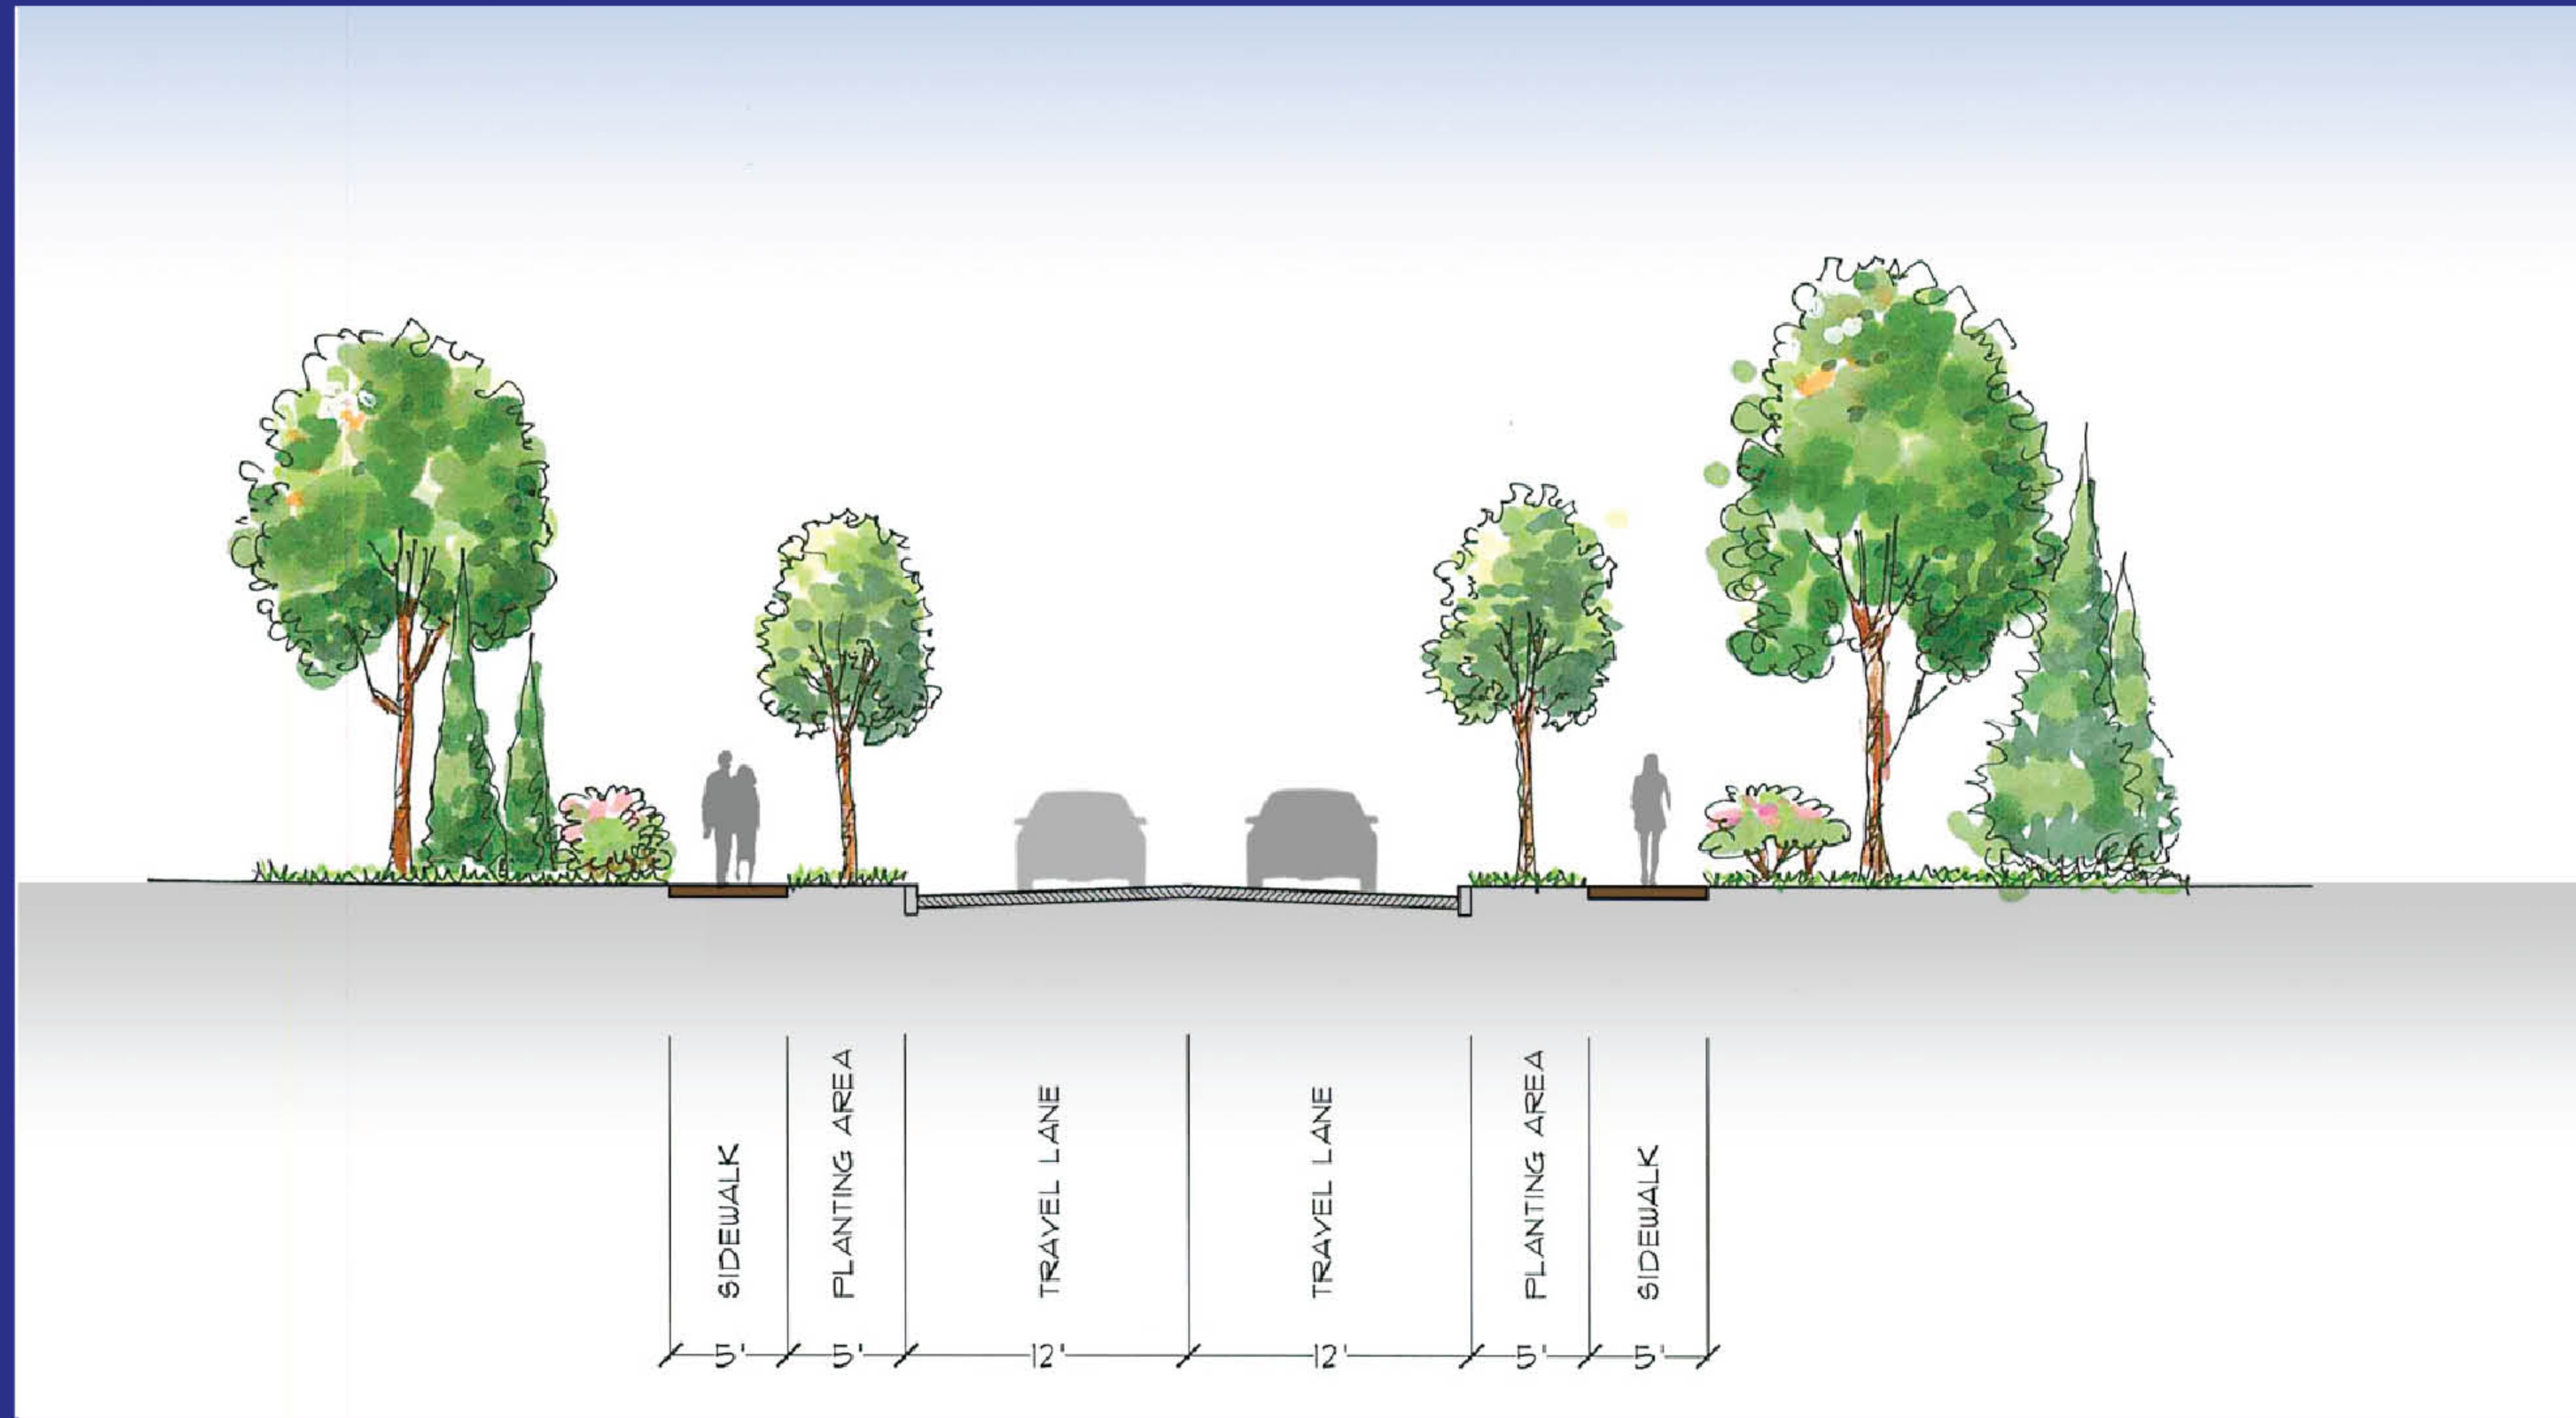 SIDEWALK
PLANTING AREA
TRAVEL LANE
TRAVEL LANE
PLANTING AREA
SIDEWALK
5' 5' 12' 12' 5' 5'